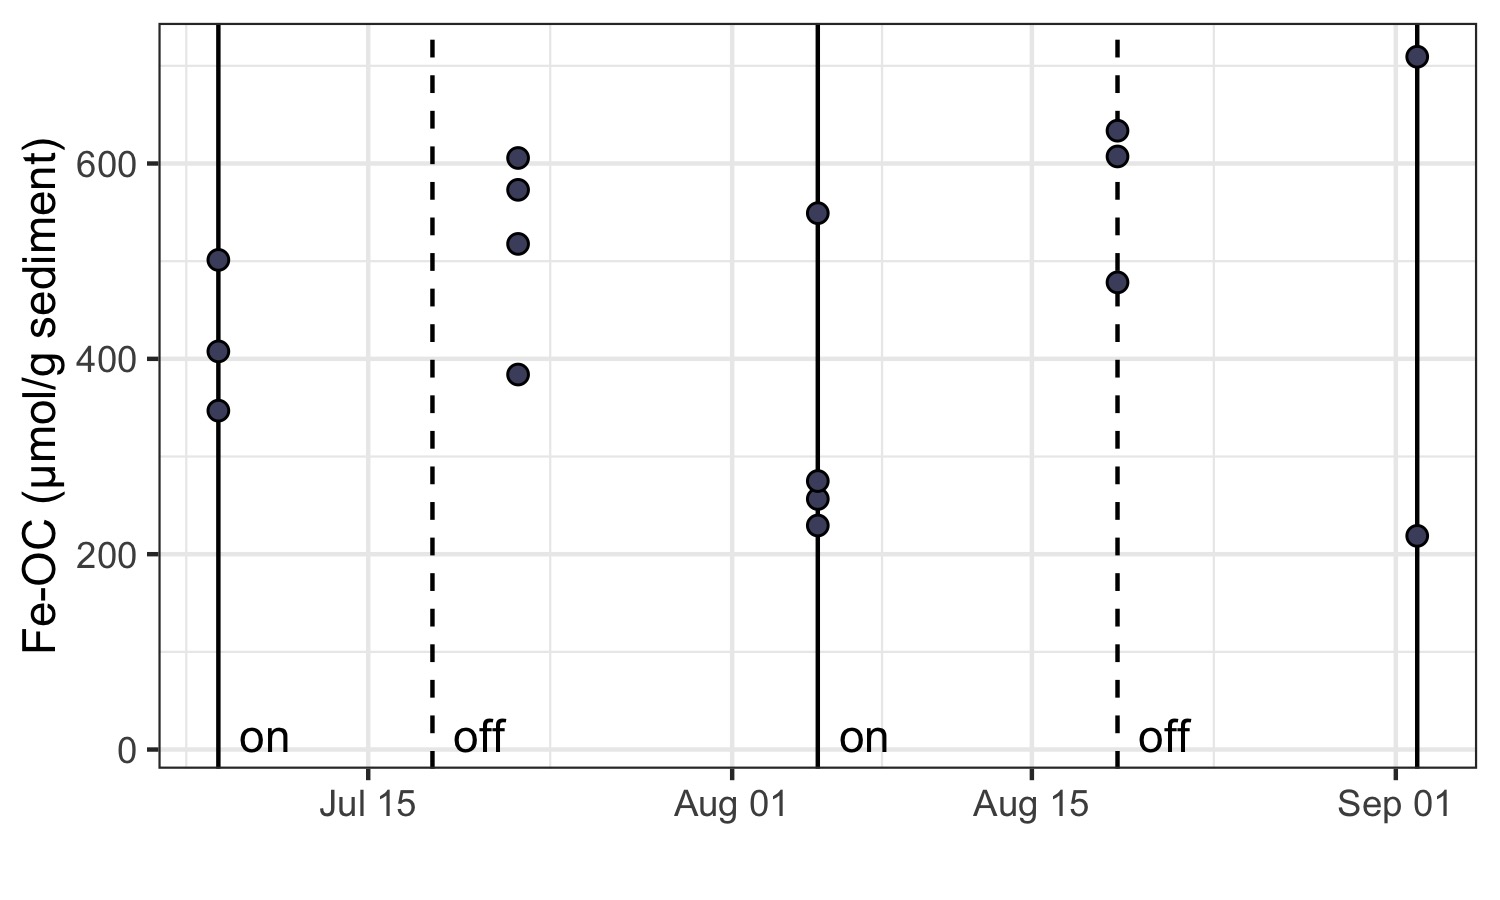 Fe-OC (µmol/g sediment)
600
400
200
0
on
off
on
off
Jul 15
Aug 01
Aug 15
Sep 01